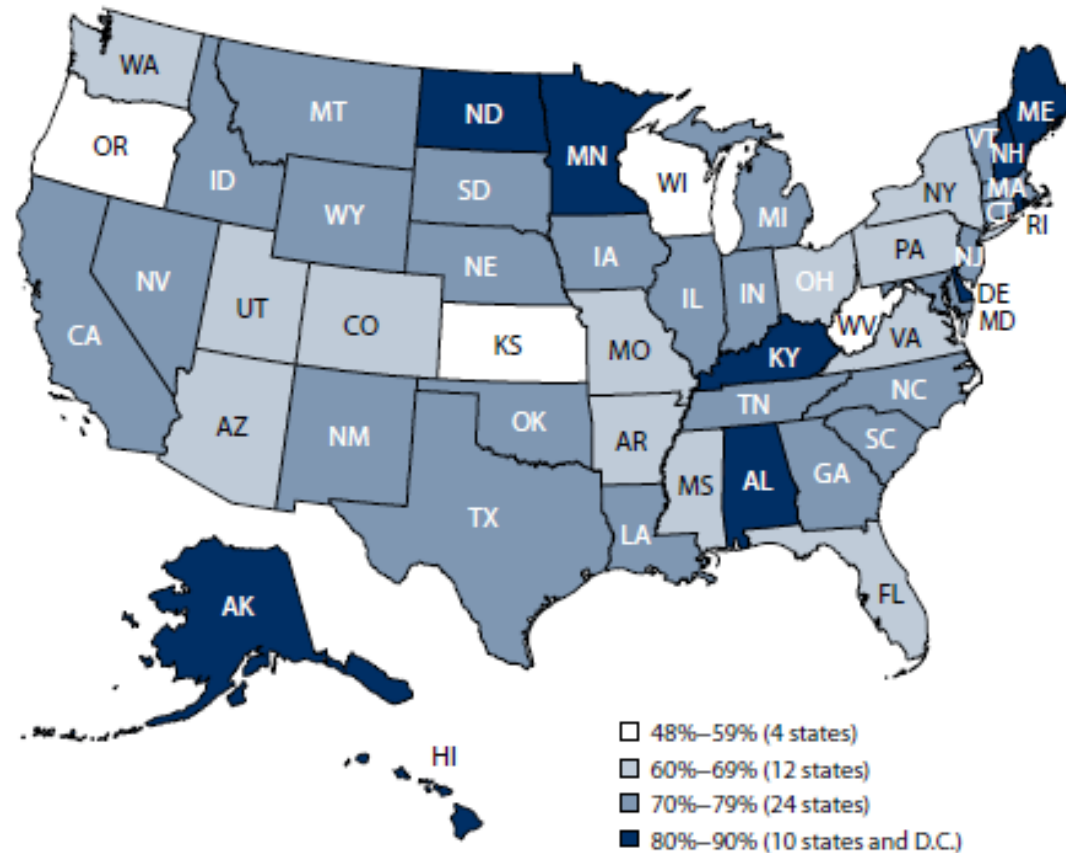 WA
MT
ND
MN
ME
OR
ID
SD
WI
VT
NH
WY
MI
NY
MA
CT
RI
NE
IA
PA
NJ
NV
UT
CO
IL
IN
OH
DE
MD
CA
KS
MO
WV
VA
KY
AZ
NM
OK
AR
TN
NC
SC
MS
AL
GA
TX
LA
FL
AK
HI
48%–59% (4 states)
60%–69% (12 states)
70%–79% (24 states)
80%–90% (10 states and D.C.)